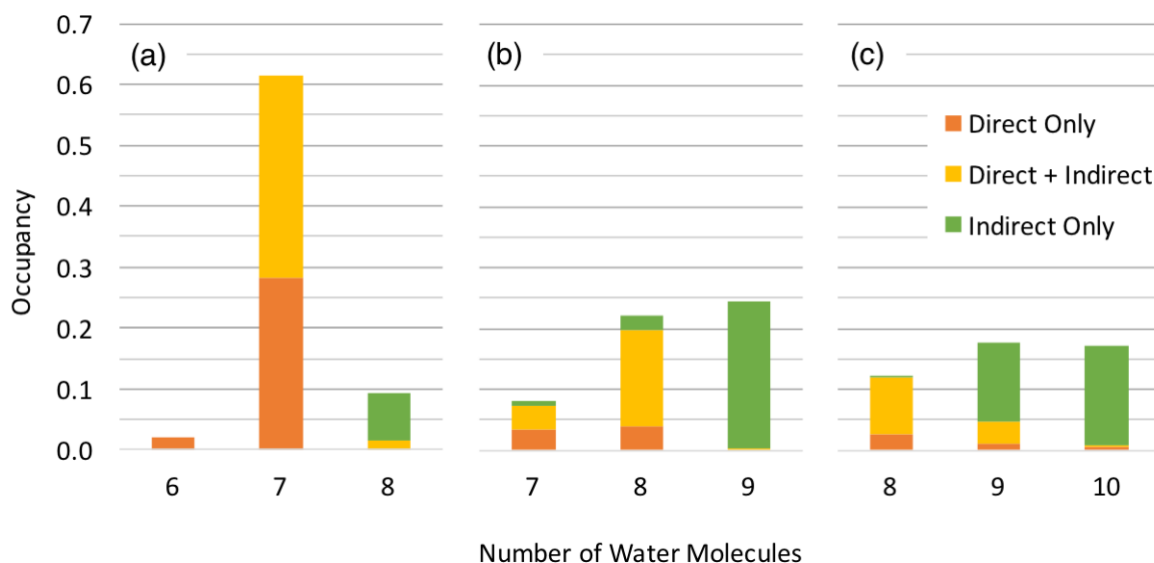 0.7
(a)
(b)
(c)
0.6
0.5
0.4
0.3
0.2
0.1
0.0
Occupancy
Direct Only
Direct + Indirect
Indirect Only
6 7 8
7 8 9
8 9 10
Number of Water Molecules